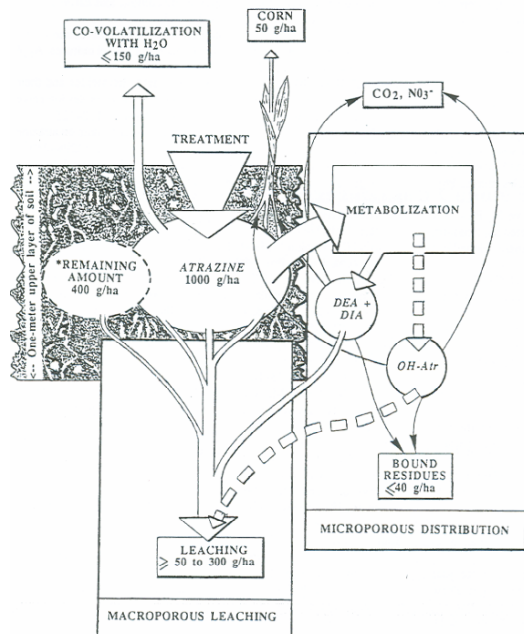 CORN
50 g/ha
CO-VOLATILIZATION
WITH H2O
≤150 g/ha
CO2, N03-
TREATMENT
<-- One-meter upper layer of soil -->
METABOLIZATION
*REMAINING
AMOUNT
400 g/ha
ATRAZINE
1000 g/ha
DEA +
DIA
OH-Atr
BOUND
RESIDUES
≤40 g/ha
MICROPOROUS DISTRIBUTION
LEACHING
≥ 50 to 300 g/ha
MACROPOROUS LEACHING